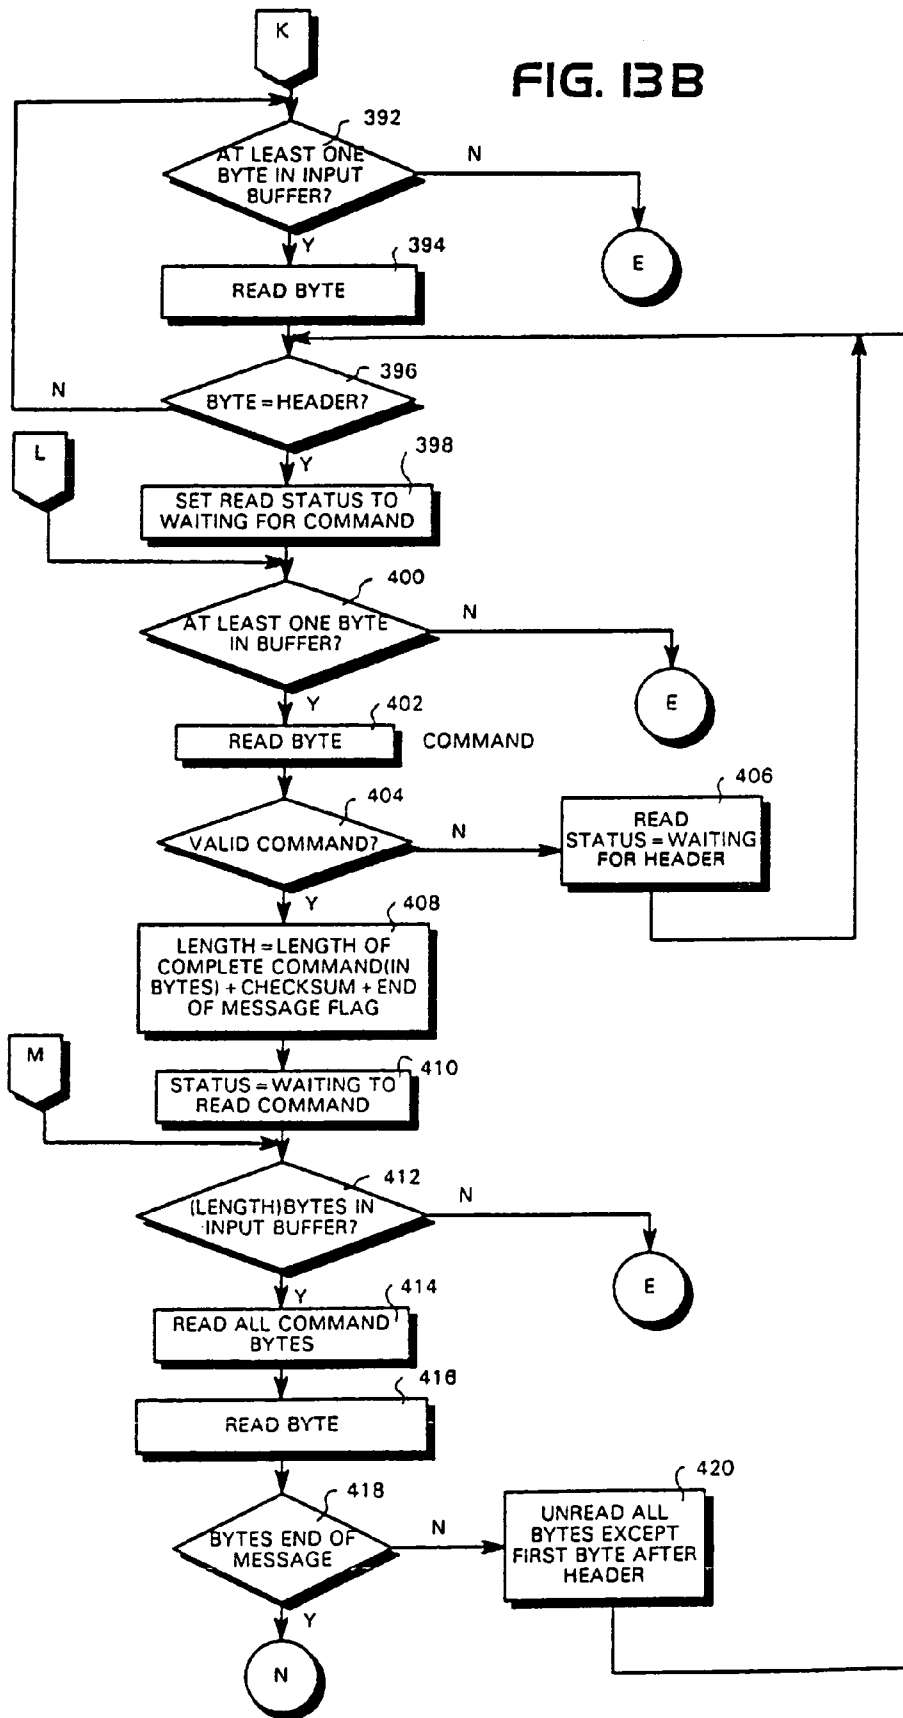 K
FIG. 13B
392
AT LEAST ONE
BYTE IN INPUT
BUFFER?
N
Y
E
394
READ BYTE
396
BYTE=HEADER?
N
Y
L
398
SET READ STATUS TO
WAITING FOR COMMAND
400
AT LEAST ONE BYTE
IN BUFFER?
N
Y
E
402
READ BYTE
COMMAND
404
VALID COMMAND?
N
Y
406
READ
STATUS=WAITING
FOR HEADER
408
LENGTH=LENGTH OF
COMPLETE COMMAND(IN
BYTES)+CHECKSUM+END
OF MESSAGE FLAG
M
410
STATUS=WAITING TO
READ COMMAND
412
(LENGTH)BYTES IN
INPUT BUFFER?
N
Y
E
414
READ ALL COMMAND
BYTES
416
READ BYTE
418
BYTES END OF
MESSAGE
N
Y
420
UNREAD ALL
BYTES EXCEPT
FIRST BYTE AFTER
HEADER
N